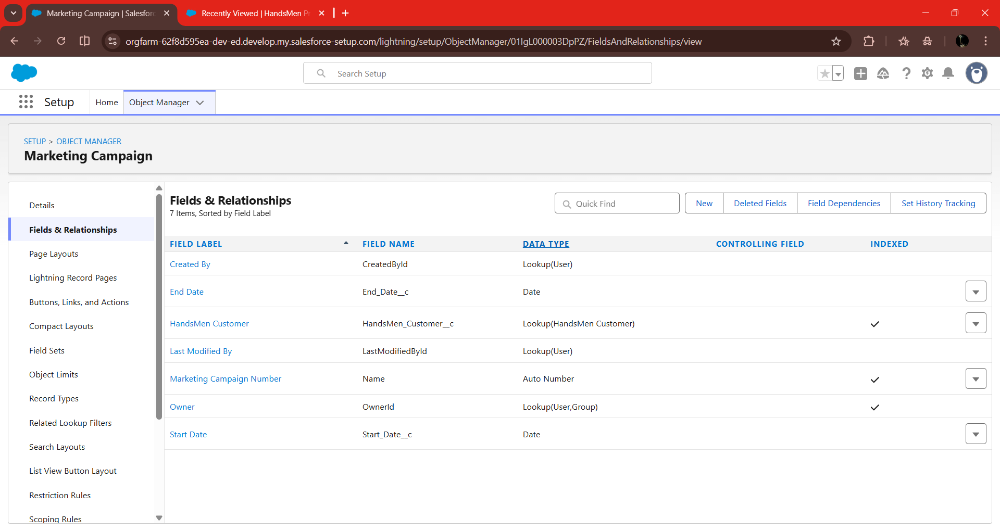 Marketing Campaign | Salesforc
Recently Viewed | HandsMen Pr
orgfarm-62f8d595ea-dev-ed.develop.my.salesforce-setup.com/lightning/setup/ObjectManager/01IgL000003DpPZ/FieldsAndRelationships/view
Search Setup
Setup
Home
Object Manager
SETUP > OBJECT MANAGER
Marketing Campaign
Details
Fields & Relationships
Page Layouts
Lightning Record Pages
Buttons, Links, and Actions
Compact Layouts
Field Sets
Object Limits
Record Types
Related Lookup Filters
Search Layouts
List View Button Layout
Restriction Rules
Scoping Rules
Fields & Relationships
7 Items, Sorted by Field Label
Quick Find
New
Deleted Fields
Field Dependencies
Set History Tracking
FIELD LABEL FIELD NAME DATA TYPE CONTROLLING FIELD INDEXED
Created By CreatedById Lookup(User)
End Date End_Date__c Date
HandsMen Customer HandsMen_Customer__c Lookup(HandsMen Customer)
Last Modified By LastModifiedById Lookup(User)
Marketing Campaign Number Name Auto Number
Owner OwnerId Lookup(User,Group)
Start Date Start_Date__c Date